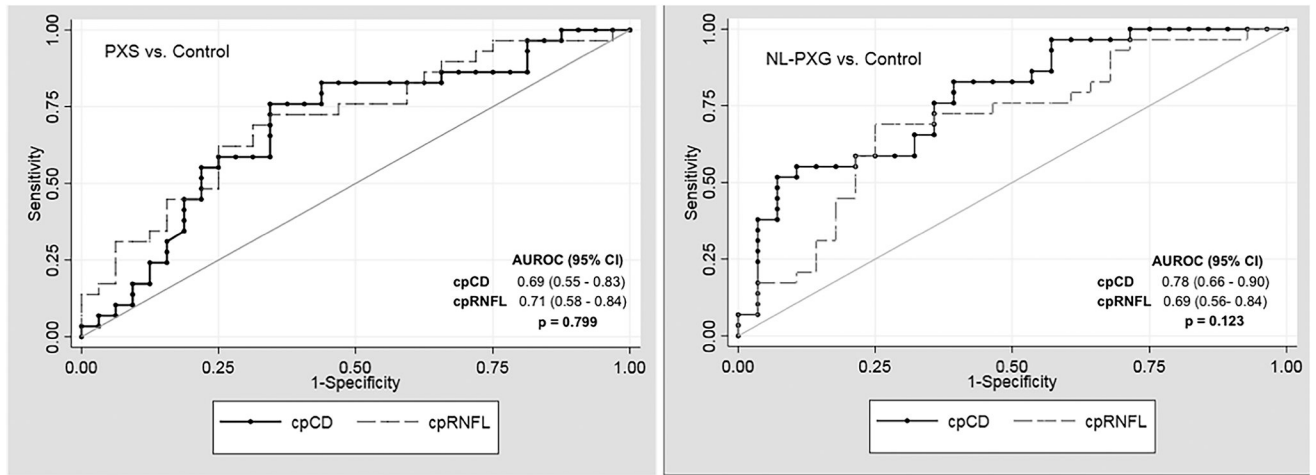 PXS vs. Control
Sensitivity
1.00
0.75
0.50
0.25
0.00
AUROC (95% CI)
cpCD 0.69 (0.55 - 0.83)
cpRNFL 0.71 (0.58 - 0.84)
p = 0.799
0.00 0.25 0.50 0.75 1.00
1-Specificity
cpCD cpRNFL
NL-PXG vs. Control
Sensitivity
1.00
0.75
0.50
0.25
0.00
AUROC (95% CI)
cpCD 0.78 (0.66 - 0.90)
cpRNFL 0.69 (0.56- 0.84)
p = 0.123
0.00 0.25 0.50 0.75 1.00
1-Specificity
cpCD cpRNFL